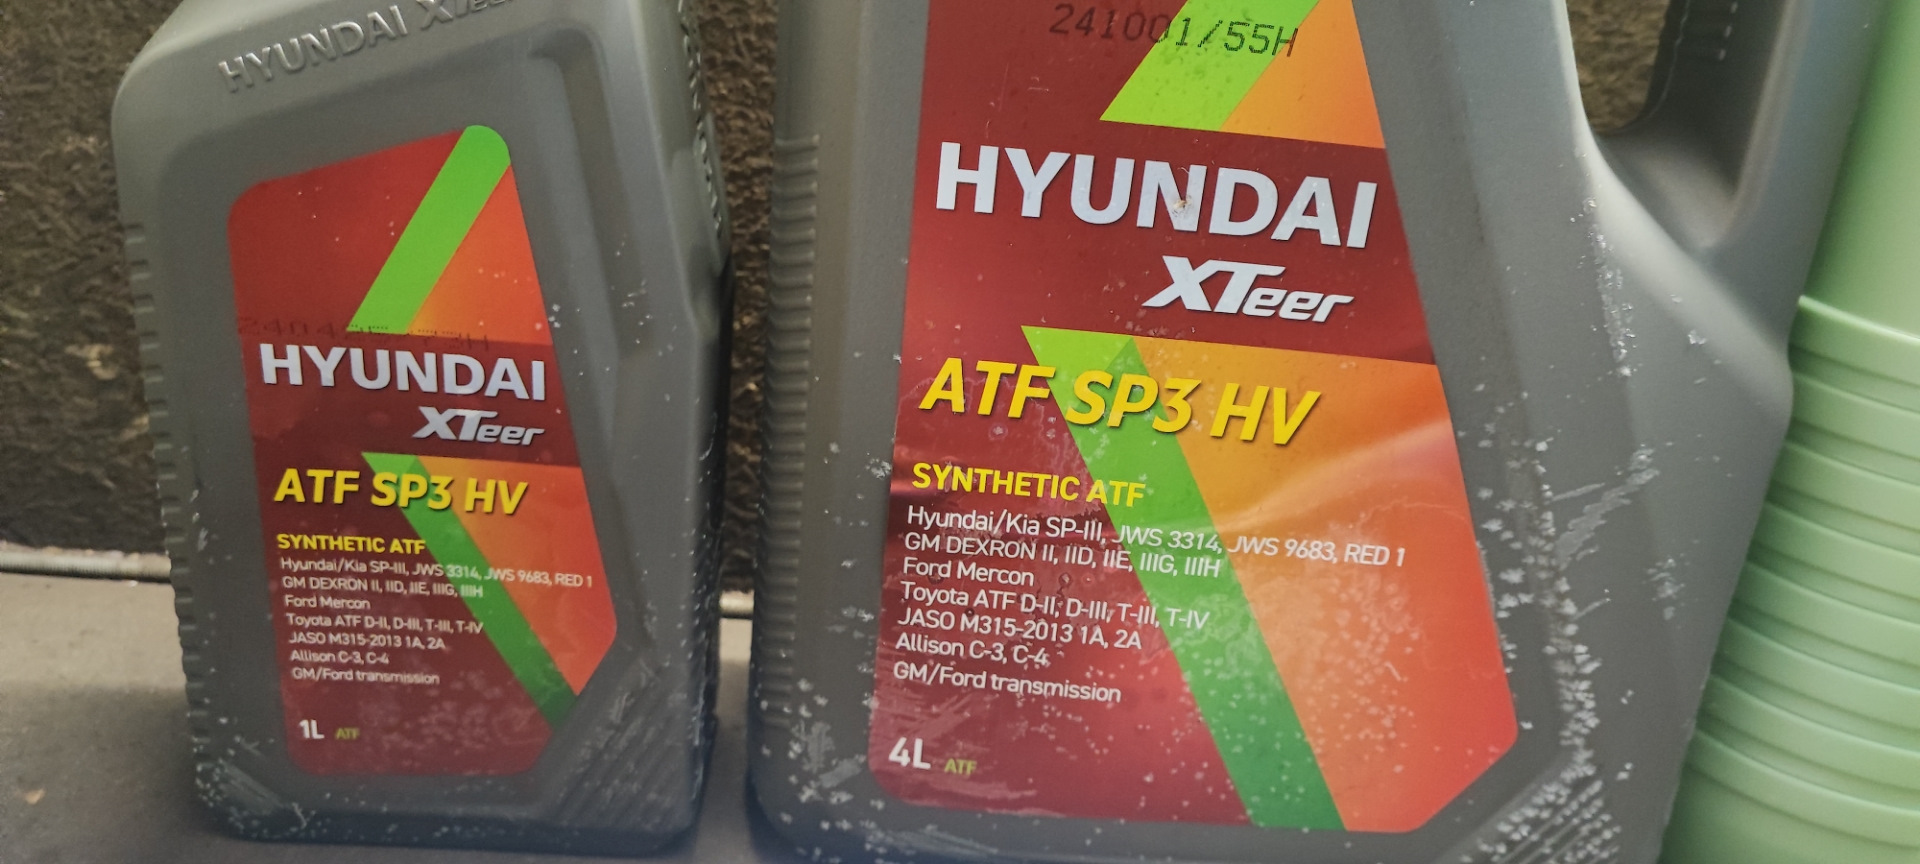 HYUNDAI XTeer
HYUNDAI
XTeer
ATF SP3 HV
SYNTHETIC ATF
Hyundai/Kia SP-III, JWS 3314, JWS 9683, RED 1
GM DEXRON II, IID, IIE, IIIG, IIIH
Ford Mercon
Toyota ATF D-II, D-III, T-III, T-IV
JASO M315-2013 1A, 2A
Allison C-3, C-4
GM/Ford transmission
1L ATF
241001/55H
HYUNDAI
XTeer
ATF SP3 HV
SYNTHETIC ATF
Hyundai/Kia SP-III, JWS 3314, JWS 9683, RED 1
GM DEXRON II, IID, IIE, IIIG, IIIH
Ford Mercon
Toyota ATF D-II, D-III, T-III, T-IV
JASO M315-2013 1A, 2A
Allison C-3, C-4
GM/Ford transmission
4L ATF